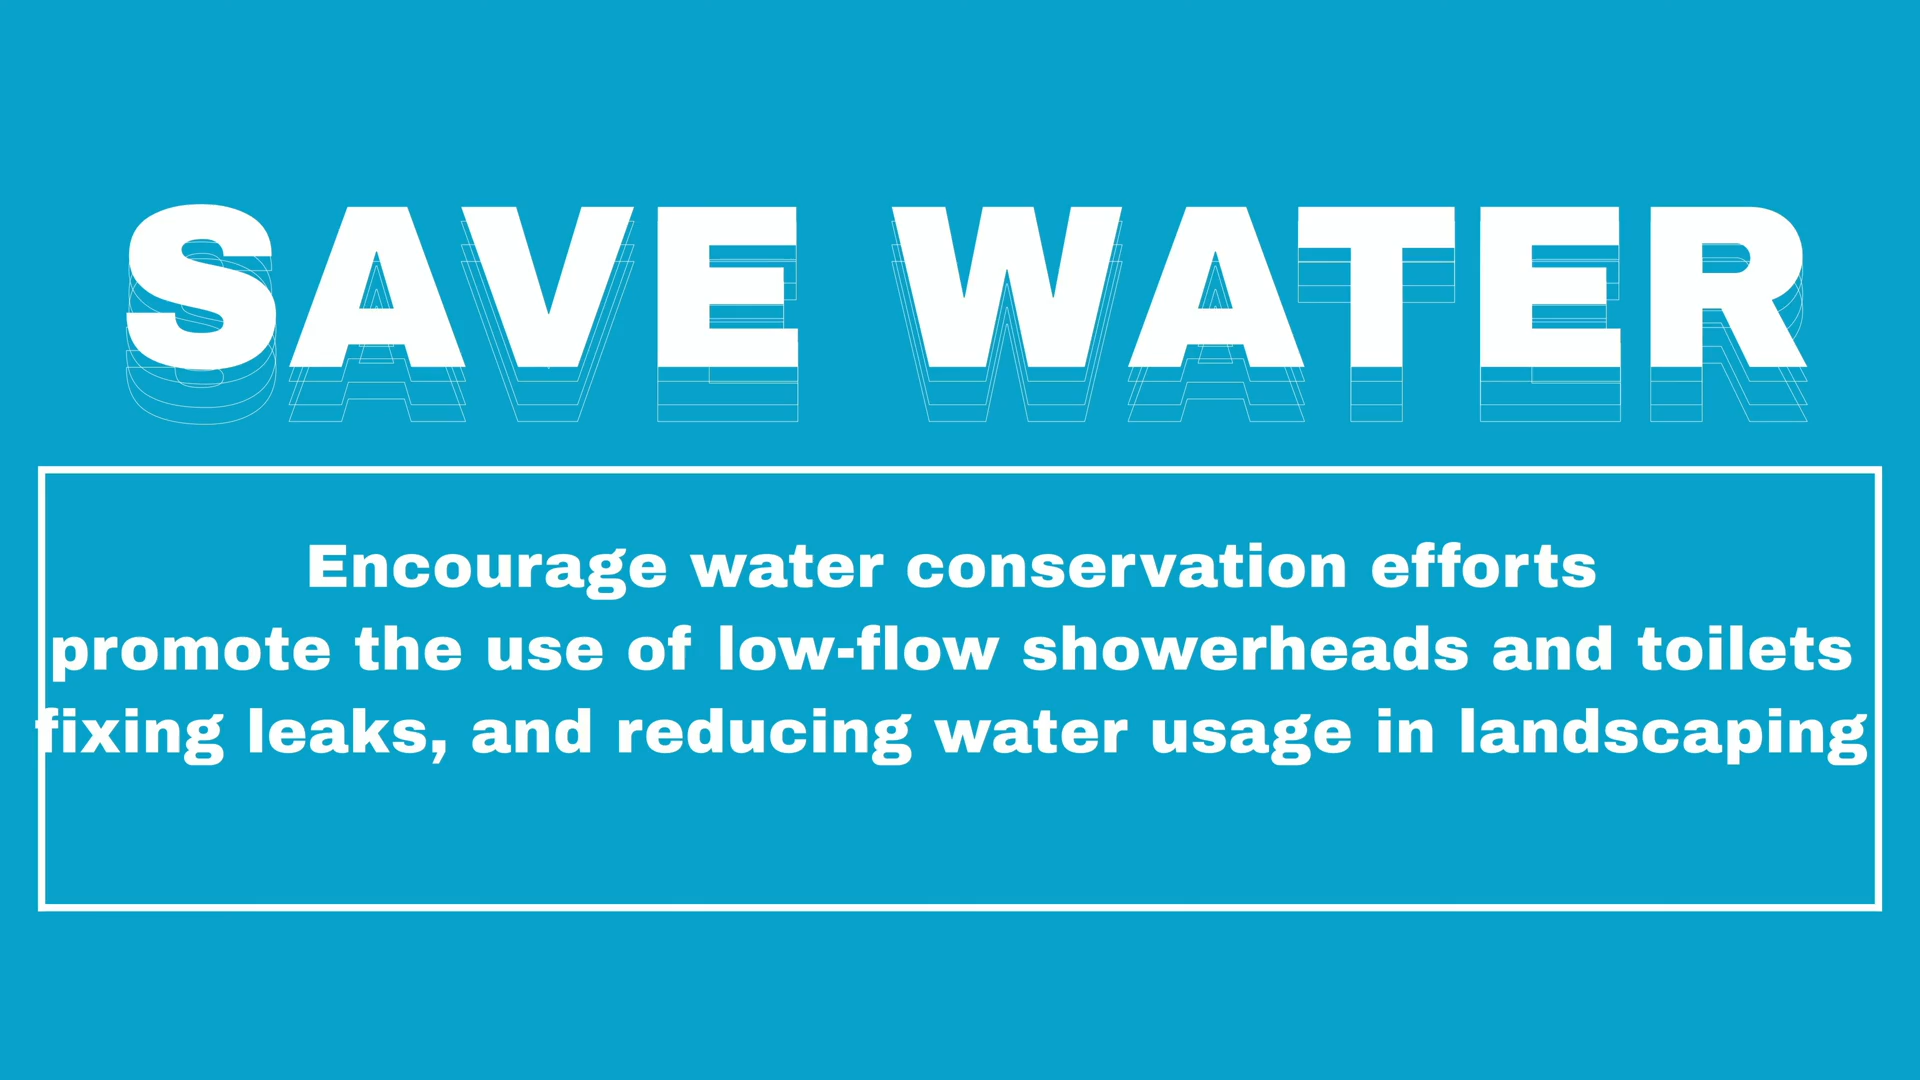 SAVE WATER
Encourage water conservation efforts
promote the use of low-flow showerheads and toilets
fixing leaks, and reducing water usage in landscaping